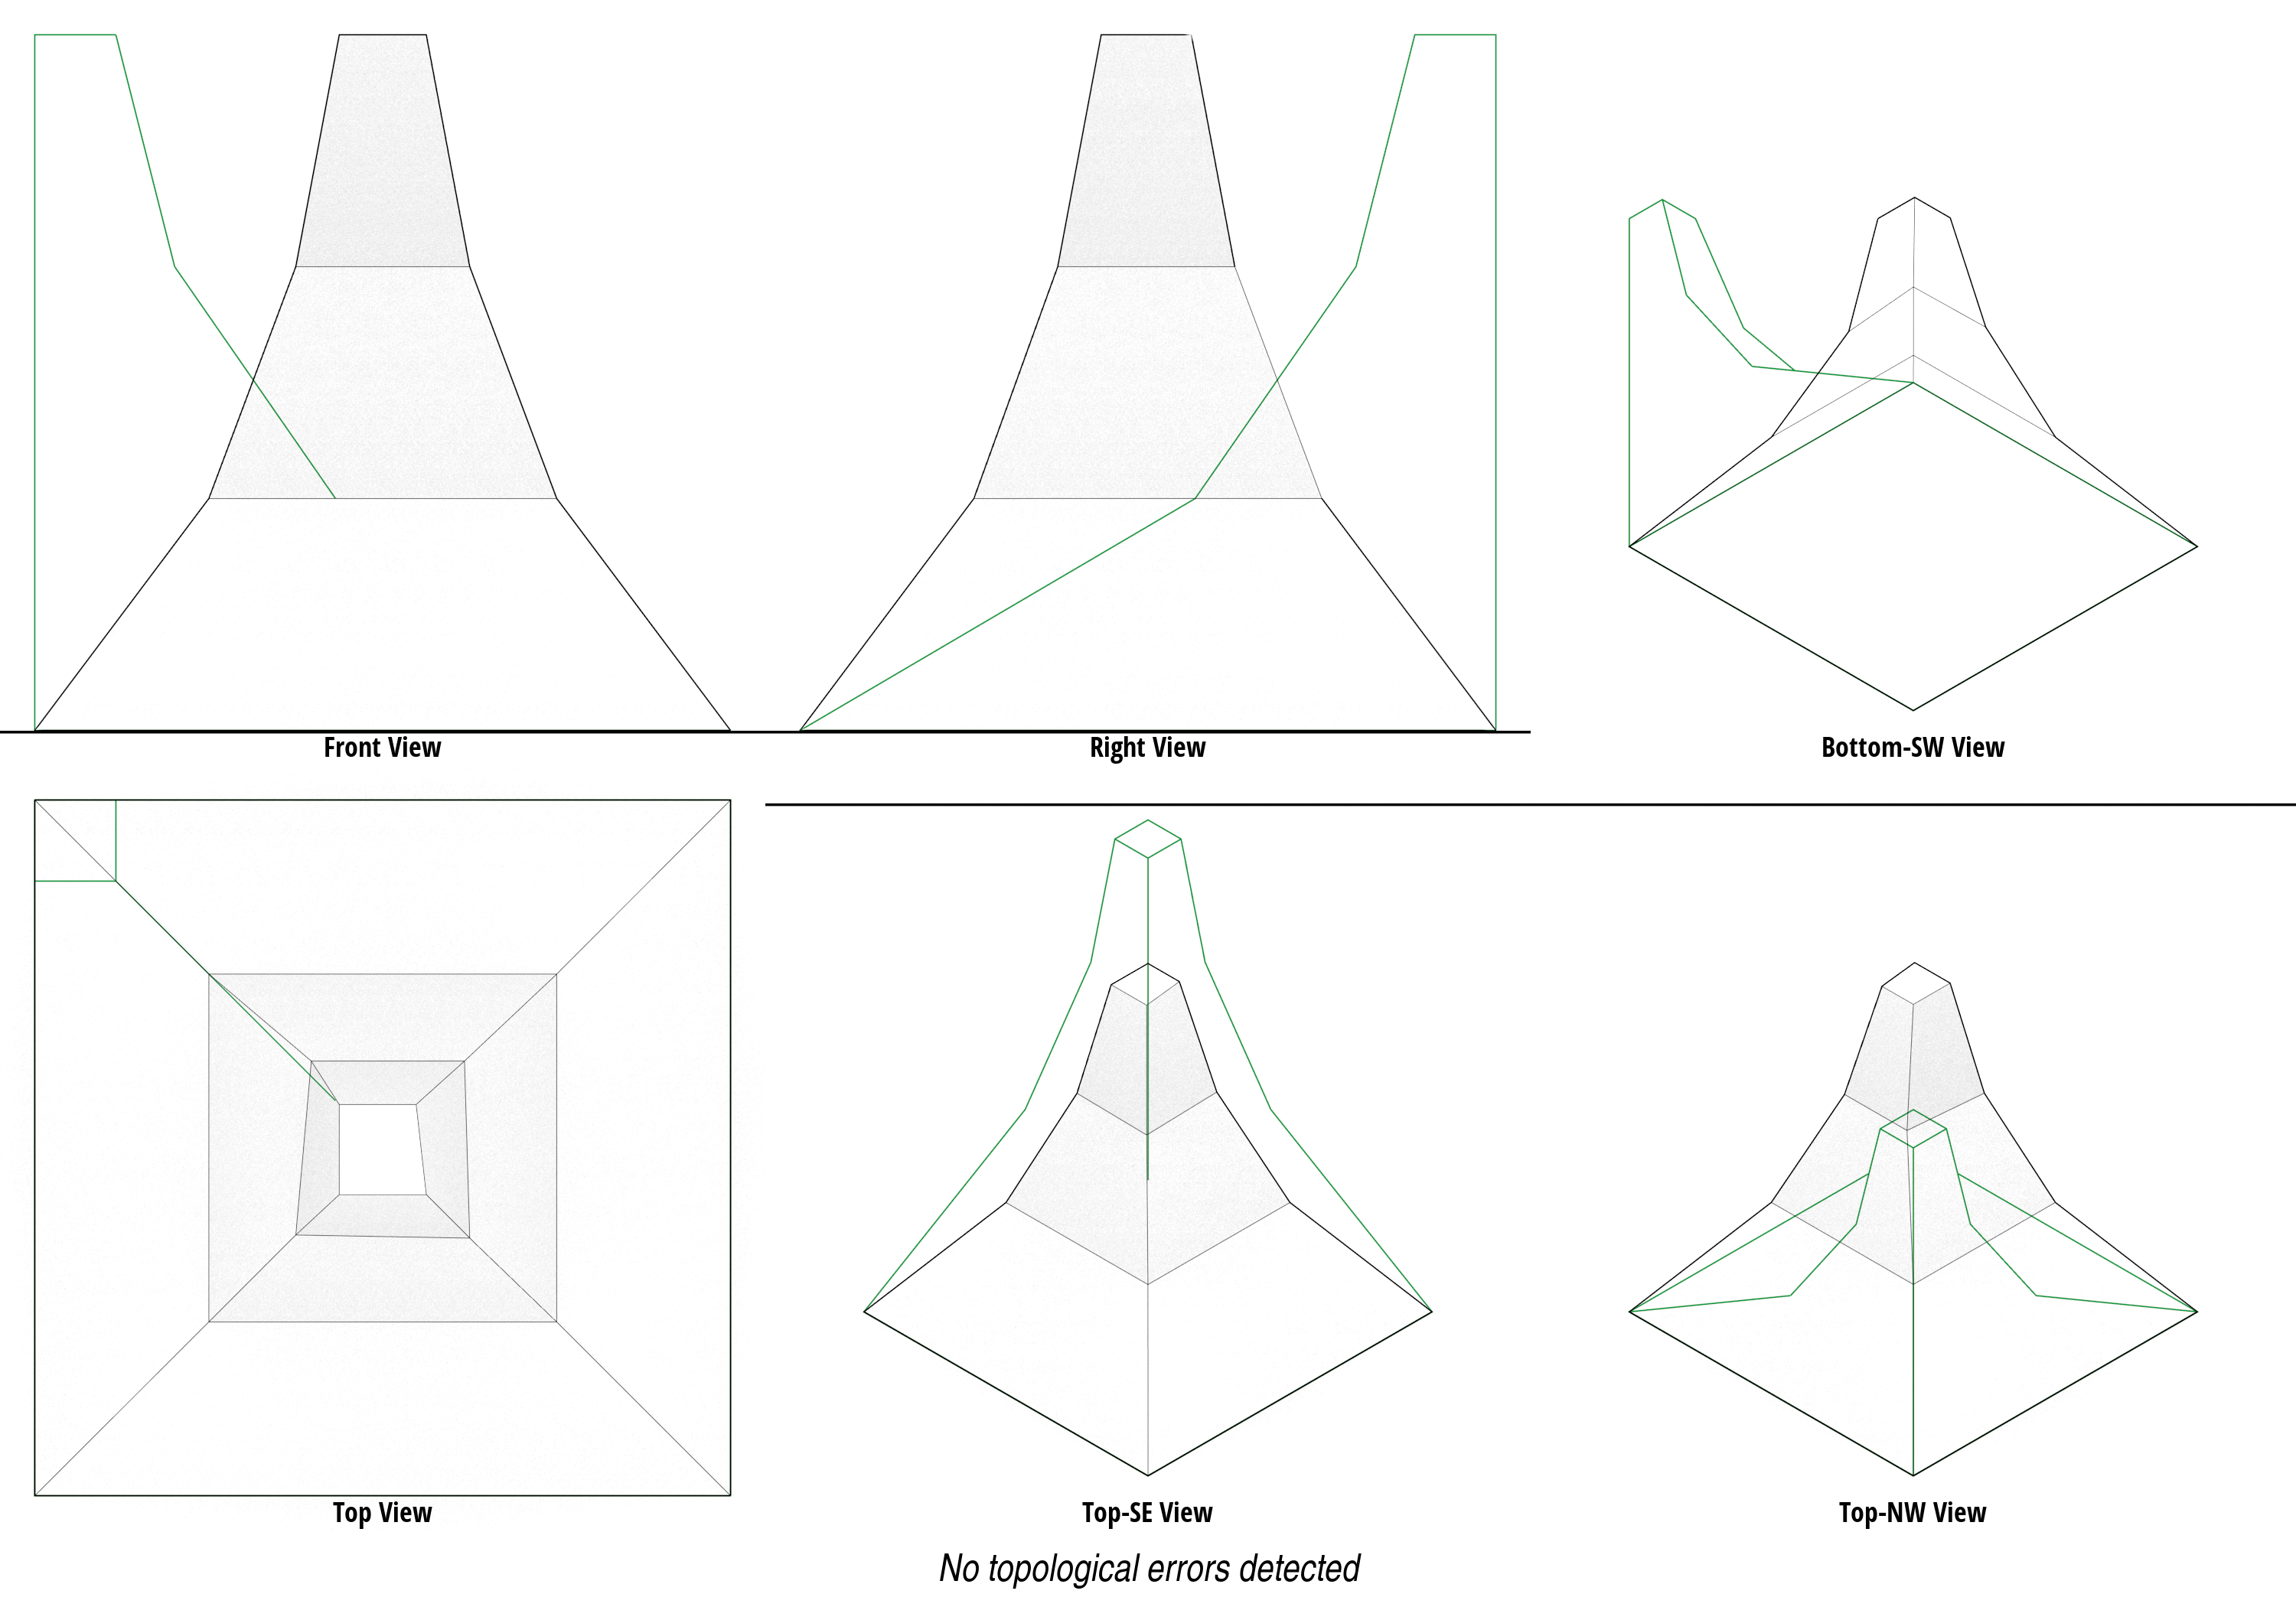 Front View
Right View
Bottom-SW View
Top View
Top-SE View
Top-NW View
No topological errors detected